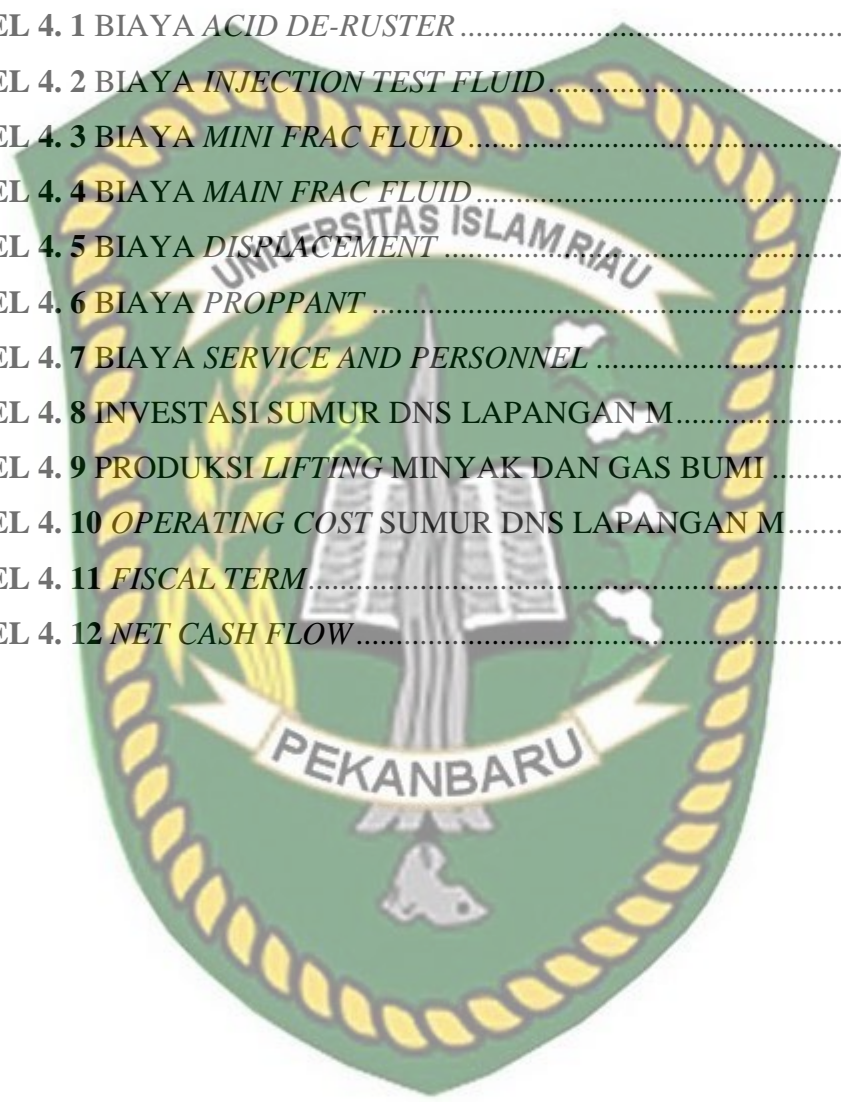 EL 4. 1 BIAYA ACID DE-RUSTER ........................................
EL 4. 2 BIAYA INJECTION TEST FLUID ........................................
EL 4. 3 BIAYA MINI FRAC FLUID ........................................
EL 4. 4 BIAYA MAIN FRAC FLUID ........................................
UNIVERSITAS ISLAM RIAU
EL 4. 5 BIAYA DISPLACEMENT ........................................
EL 4. 6 BIAYA PROPPANT ........................................
EL 4. 7 BIAYA SERVICE AND PERSONNEL ........................................
EL 4. 8 INVESTASI SUMUR DNS LAPANGAN M ........................................
EL 4. 9 PRODUKSI LIFTING MINYAK DAN GAS BUMI ........................................
EL 4. 10 OPERATING COST SUMUR DNS LAPANGAN M ........................................
EL 4. 11 FISCAL TERM ........................................
EL 4. 12 NET CASH FLOW ........................................
PEKANBARU